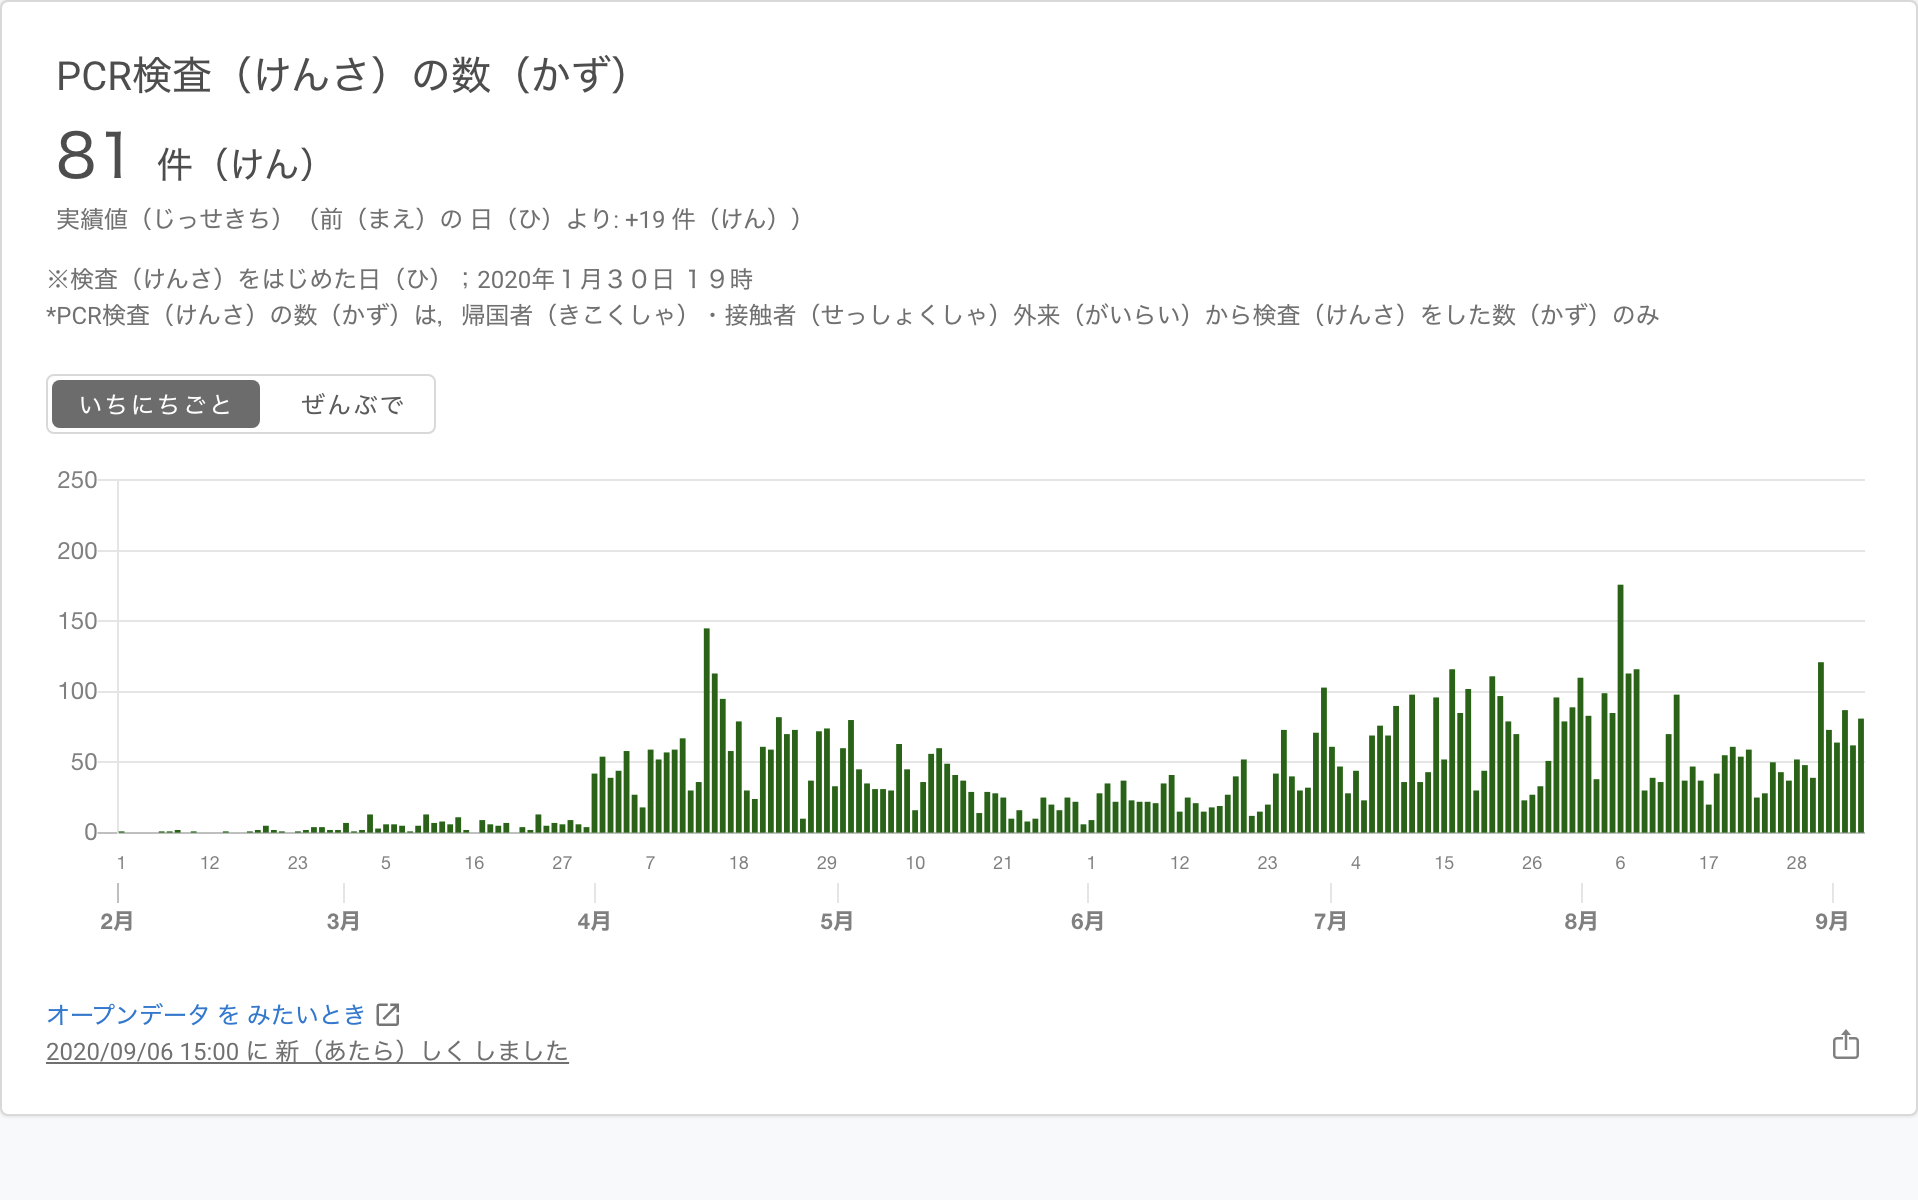 PCR検査（けんさ）の数（かず）
81 件（けん）
実績値（じっせきち）（前（まえ）の 日（ひ）より: +19 件（けん））
※検査（けんさ）をはじめた日（ひ）；2020年１月３０日１９時
*PCR検査（けんさ）の数（かず）は，帰国者（きこくしゃ）・接触者（せっしょくしゃ）外来（がいらい）から検査（けんさ）をした数（かず）のみ
いちにちごと ぜんぶで
250
200
150
100
50
0
1 12 23 5 16 27 7 18 29 10 21 1 12 23 4 15 26 6 17 28
2月 3月 4月 5月 6月 7月 8月 9月
オープンデータ を みたいとき
2020/09/06 15:00 に 新（あたら）しく しました